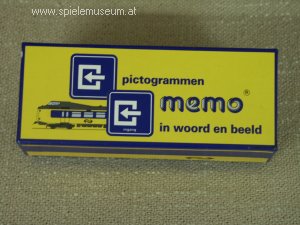 www.spielemuseum.at
pictogrammen
memo ®
ingang
in woord en beeld